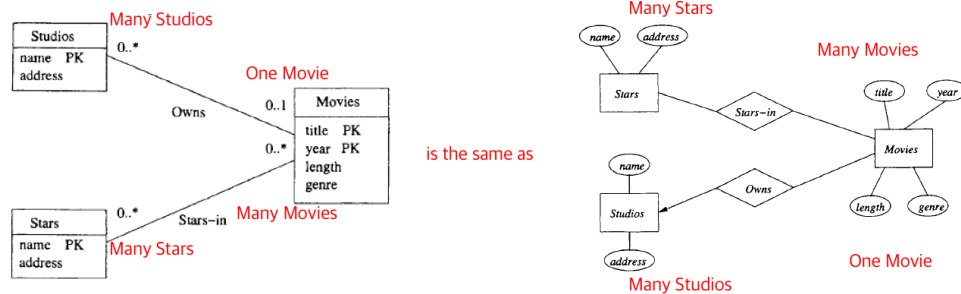 Many Studios
Studios
name PK
address
0..*
Owns
One Movie
0..1
Movies
title PK
year PK
length
genre
0..*
Many Movies
Stars-in
0..*
Stars
name PK
address
Many Stars
is the same as
Many Stars
name
address
Stars
Stars-in
Many Movies
title
year
Movies
length
genre
One Movie
name
Owns
Studios
address
Many Studios